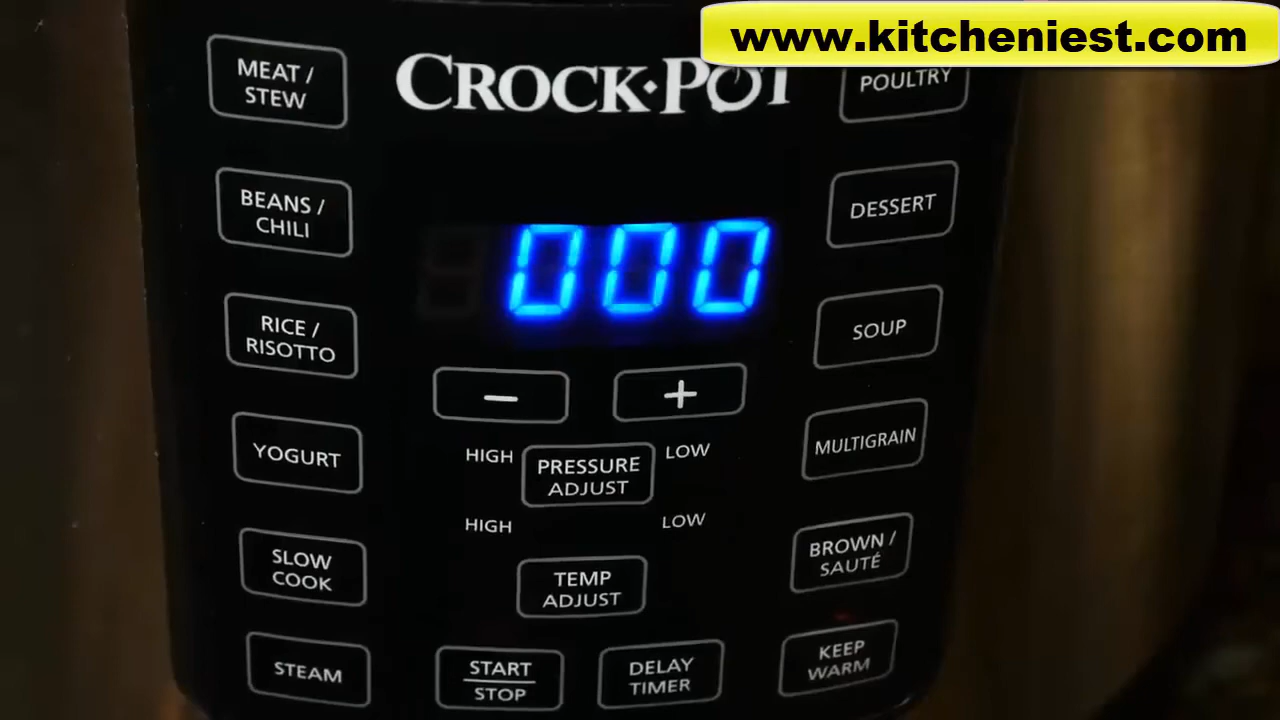 www.kitcheniest.com
CROCK•POT
MEAT /
STEW
POULTRY
BEANS /
CHILI
DESSERT
000
RICE /
RISOTTO
SOUP
– +
YOGURT
HIGH
PRESSURE
ADJUST
LOW
MULTIGRAIN
HIGH
LOW
SLOW
COOK
TEMP
ADJUST
BROWN /
SAUTÉ
STEAM
START
STOP
DELAY
TIMER
KEEP
WARM